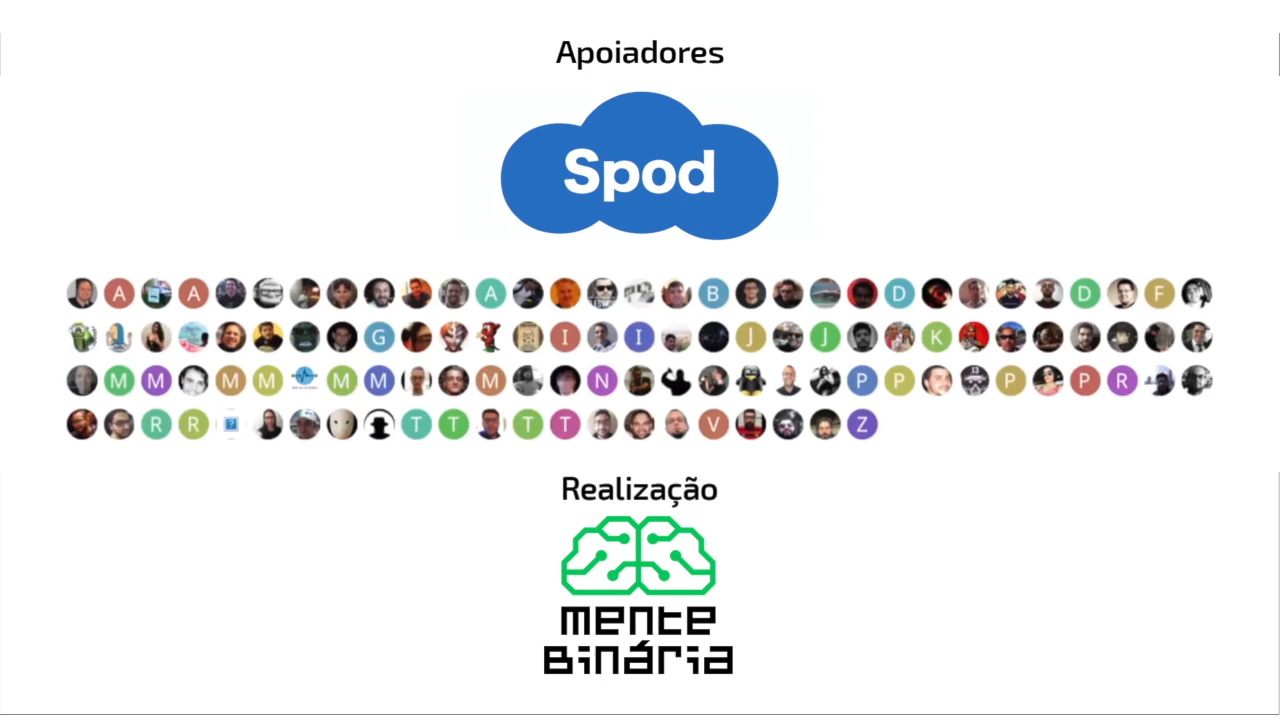 Apoiadores
Spod
A A A B D D F
G I I J J K
M M M M M M N P P P P R
R R ? T T T T V Z
Realização
mente
Binária